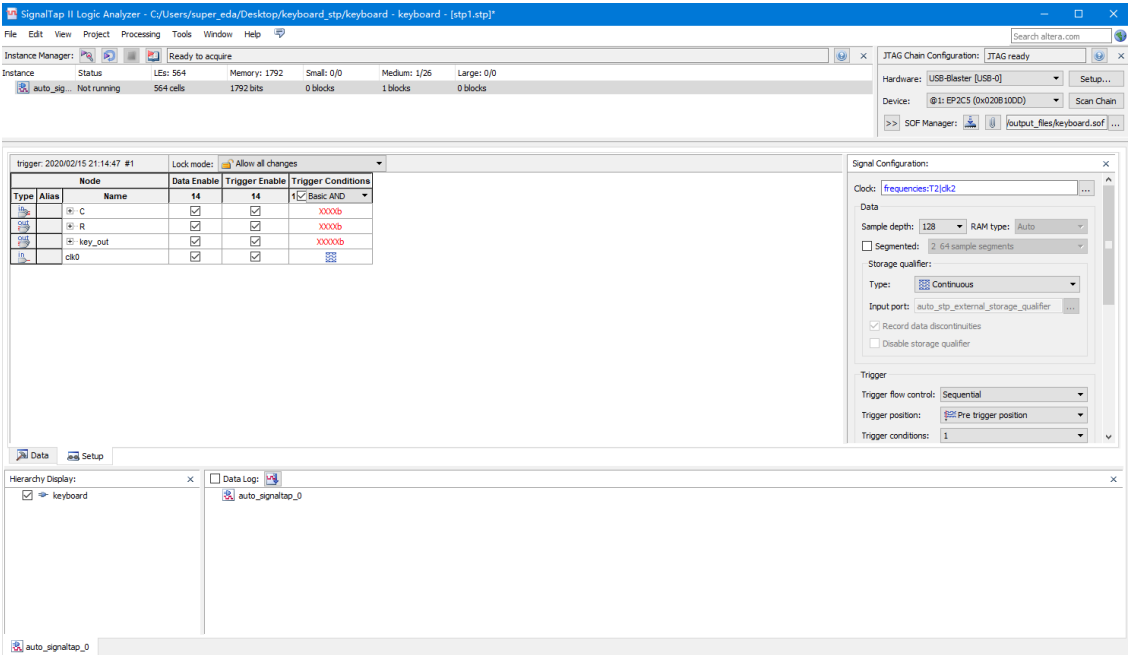 SignalTap II Logic Analyzer - C:/Users/super_eda/Desktop/keyboard_stp/keyboard - keyboard - [stp1.stp]*
File Edit View Project Processing Tools Window Help
Search altera.com
Instance Manager: Ready to acquire
Instance Status LEs: 564 Memory: 1792 Small: 0/0 Medium: 1/26 Large: 0/0
auto_sig... Not running 564 cells 1792 bits 0 blocks 1 blocks 0 blocks
JTAG Chain Configuration: JTAG ready
Hardware: USB-Blaster [USB-0] Setup...
Device: @1: EP2C5 (0x020B10DD) Scan Chain
>> SOF Manager: /output_files/keyboard.sof ...
trigger: 2020/02/15 21:14:47 #1 Lock mode: Allow all changes
Node Data Enable Trigger Enable Trigger Conditions
Type Alias Name 14 14 1 Basic AND
in C XXXXb
out R XXXXb
out key_out XXXXXb
in clk0
Signal Configuration:
Clock: frequencies:T2|clk2 ...
Data
Sample depth: 128 RAM type: Auto
Segmented: 2 64 sample segments
Storage qualifier:
Type: Continuous
Input port: auto_stp_external_storage_qualifier ...
Record data discontinuities
Disable storage qualifier
Trigger
Trigger flow control: Sequential
Trigger position: Pre trigger position
Trigger conditions: 1
Data Setup
Hierarchy Display:
keyboard
Data Log:
auto_signaltap_0
auto_signaltap_0